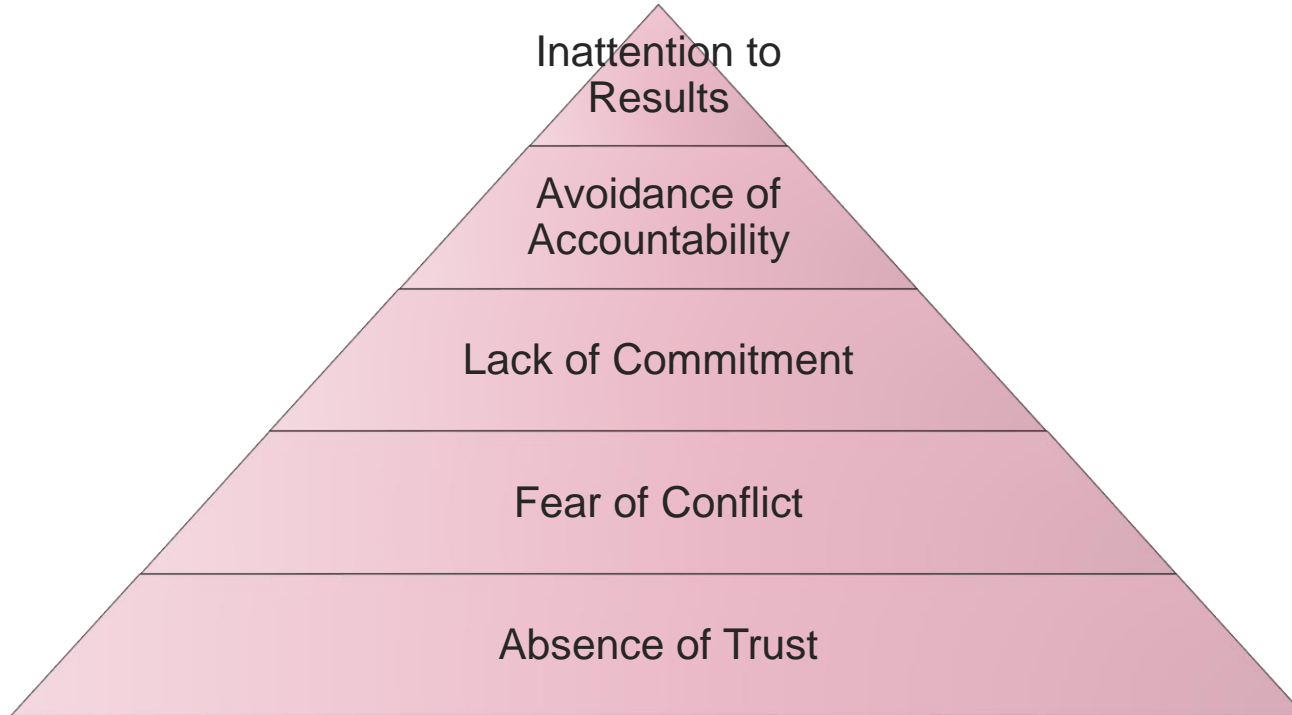 Inattention to
Results
Avoidance of
Accountability
Lack of Commitment
Fear of Conflict
Absence of Trust